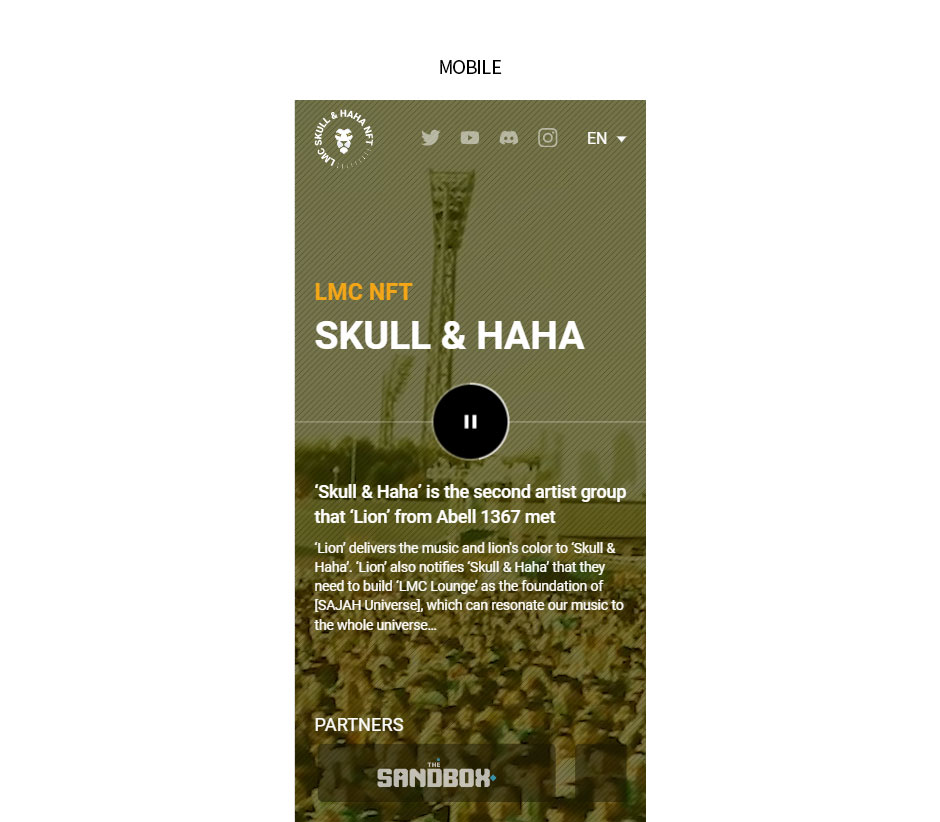 MOBILE
LMC SKULL & HAHA NFT
EN
LMC NFT
SKULL & HAHA
‘Skull & Haha’ is the second artist group
that ‘Lion’ from Abell 1367 met
‘Lion’ delivers the music and lion's color to ‘Skull &
Haha’. ‘Lion’ also notifies ‘Skull & Haha’ that they
need to build ‘LMC Lounge’ as the foundation of
[SAJAH Universe], which can resonate our music to
the whole universe...
PARTNERS
THE
SANDBOX